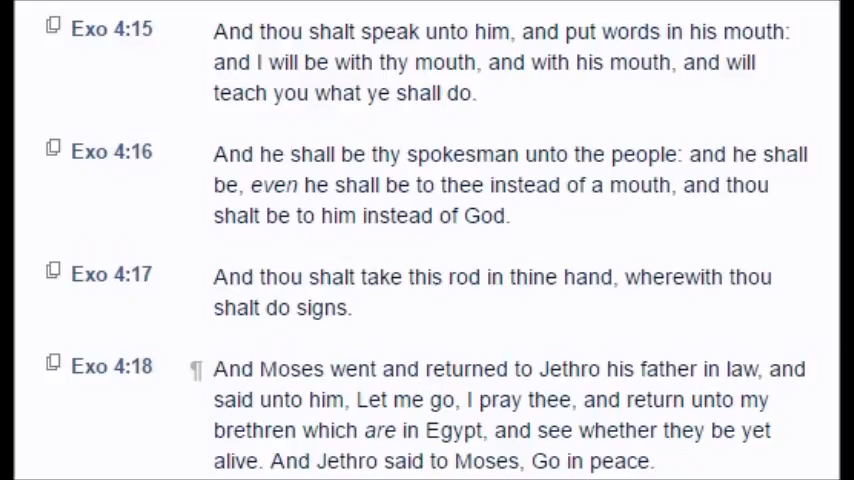 Exo 4:15 And thou shalt speak unto him, and put words in his mouth:
and I will be with thy mouth, and with his mouth, and will
teach you what ye shall do.
Exo 4:16 And he shall be thy spokesman unto the people: and he shall
be, even he shall be to thee instead of a mouth, and thou
shalt be to him instead of God.
Exo 4:17 And thou shalt take this rod in thine hand, wherewith thou
shalt do signs.
Exo 4:18 ¶ And Moses went and returned to Jethro his father in law, and
said unto him, Let me go, I pray thee, and return unto my
brethren which are in Egypt, and see whether they be yet
alive. And Jethro said to Moses, Go in peace.